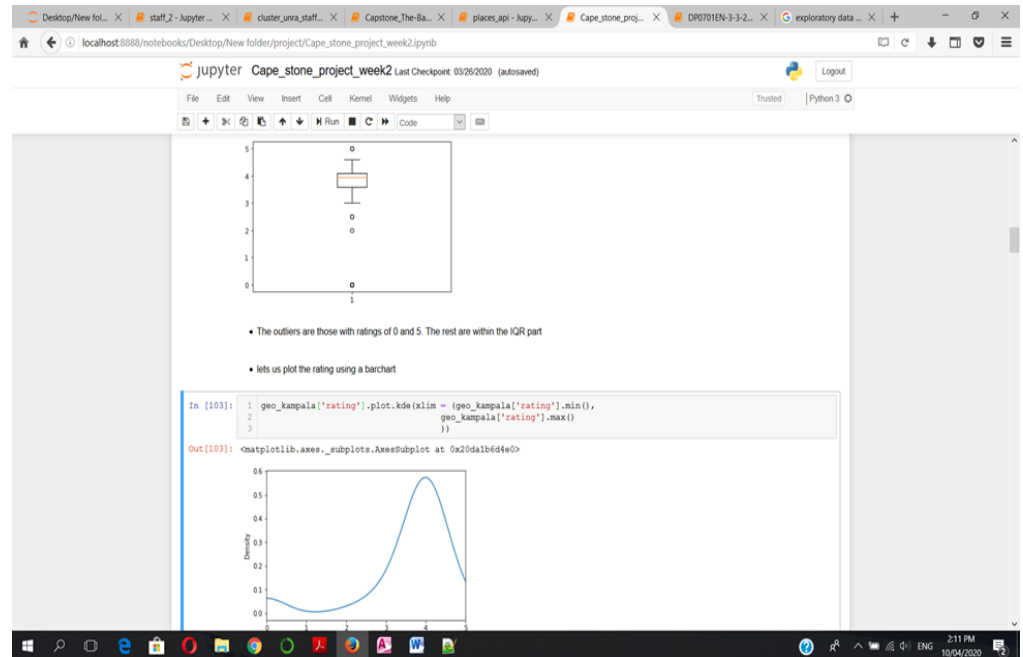 Desktop/New fol...
staff_2 - Jupyter ...
cluster_unra_staff...
Capstone_The-Ba...
places_api - Jupy...
Cape_stone_proj...
DP0701EN-3-3-2...
exploratory data ...
localhost:8888/notebooks/Desktop/New folder/project/Cape_stone_project_week2.ipynb
jupyter Cape_stone_project_week2 Last Checkpoint: 03/26/2020 (autosaved)
Logout
File Edit View Insert Cell Kernel Widgets Help
Trusted Python 3
Run Code
5
4
3
2
1
0
1
• The outliers are those with ratings of 0 and 5. The rest are within the IQR part
• lets us plot the rating using a barchart
In [103]: 1 geo_kampala['rating'].plot.kde(xlim = (geo_kampala['rating'].min(),
2 geo_kampala['rating'].max()
3 ))
Out[103]: <matplotlib.axes._subplots.AxesSubplot at 0x20da1b6d4e0>
0.6
0.5
0.4
0.3
0.2
0.1
0.0
Density
0 1 2 3 4 5
ENG
2:11 PM
10/04/2020
2